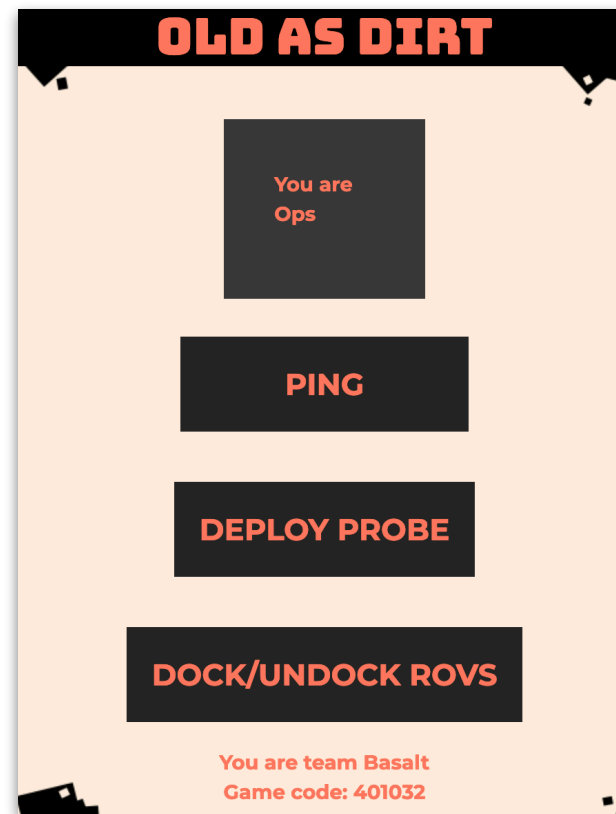 OLD AS DIRT
You are
Ops
PING
DEPLOY PROBE
DOCK/UNDOCK ROVS
You are team Basalt
Game code: 401032